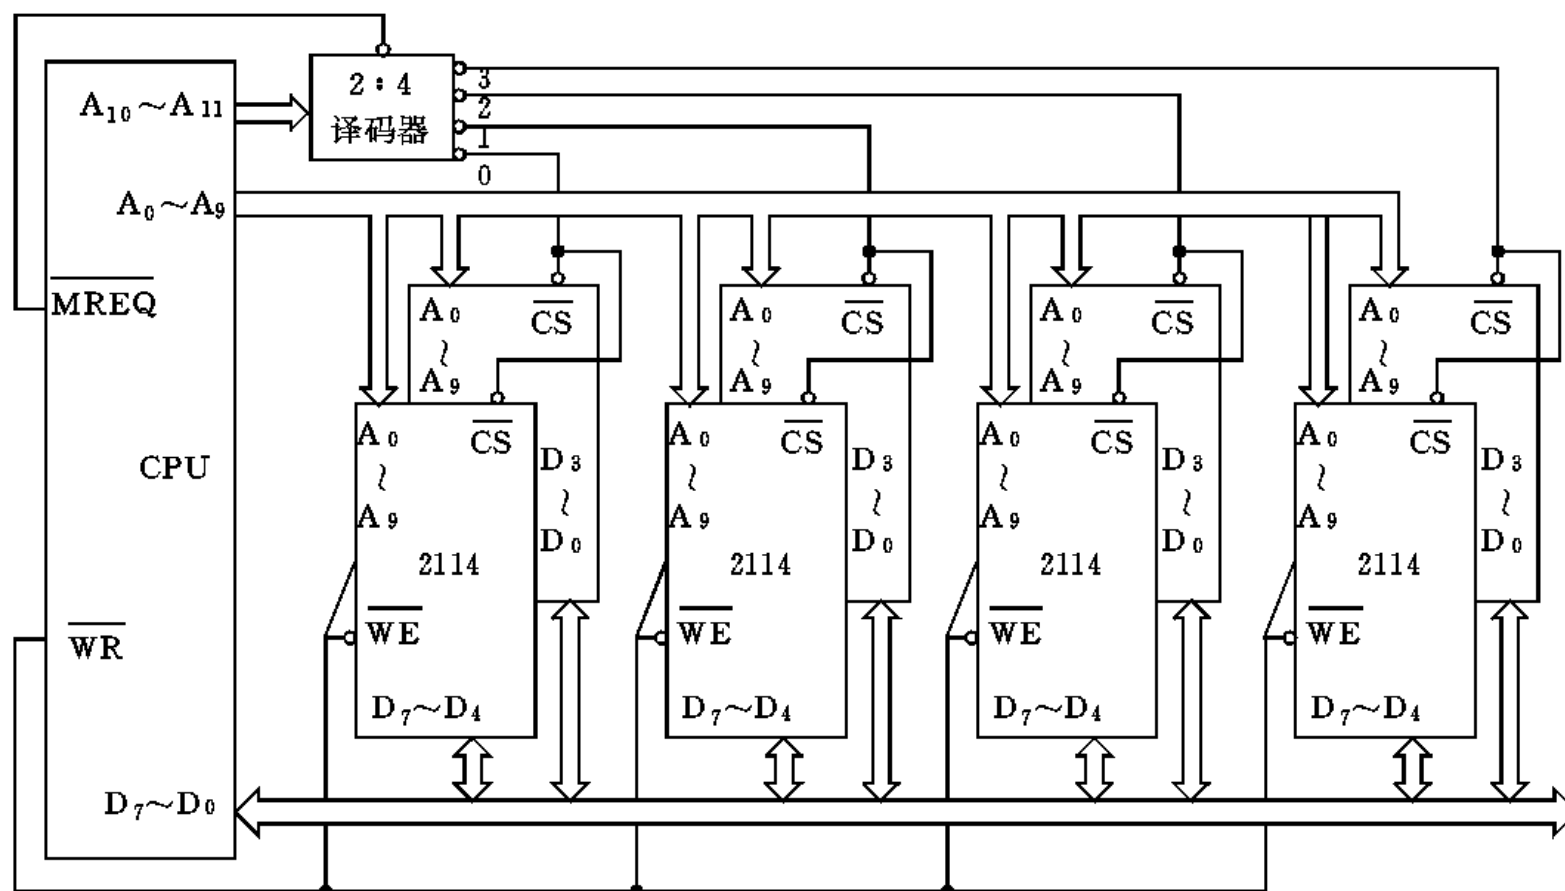 A10～A11
A0～A9
MREQ
CPU
WR
D7～D0
2:4
译码器
3
2
1
0
A0
～
A9
CS
A0
～
A9
CS
A0
～
A9
CS
A0
～
A9
CS
A0
～
A9
CS
D3
～
D0
2114
WE
D7～D4
A0
～
A9
CS
D3
～
D0
2114
WE
D7～D4
A0
～
A9
CS
D3
～
D0
2114
WE
D7～D4
A0
～
A9
CS
D3
～
D0
2114
WE
D7～D4